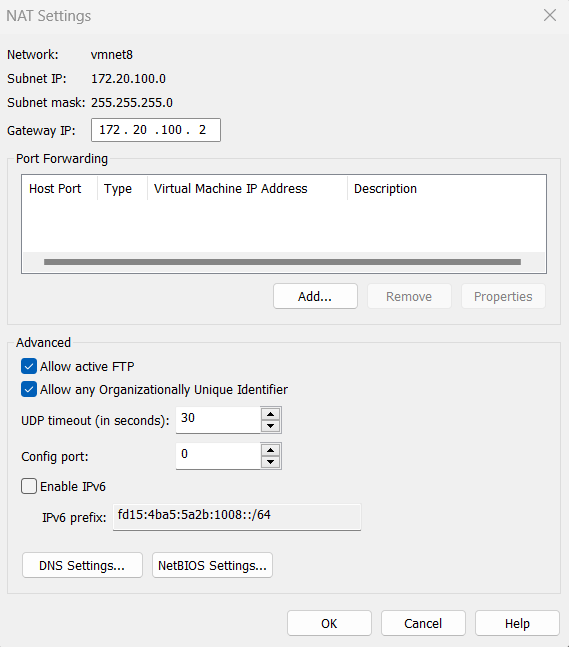 NAT Settings
Network: vmnet8
Subnet IP: 172.20.100.0
Subnet mask: 255.255.255.0
Gateway IP: 172 . 20 . 100 . 2
Port Forwarding
Host Port Type Virtual Machine IP Address Description
Add... Remove Properties
Advanced
Allow active FTP
Allow any Organizationally Unique Identifier
UDP timeout (in seconds): 30
Config port: 0
Enable IPv6
IPv6 prefix: fd15:4ba5:5a2b:1008::/64
DNS Settings... NetBIOS Settings...
OK Cancel Help